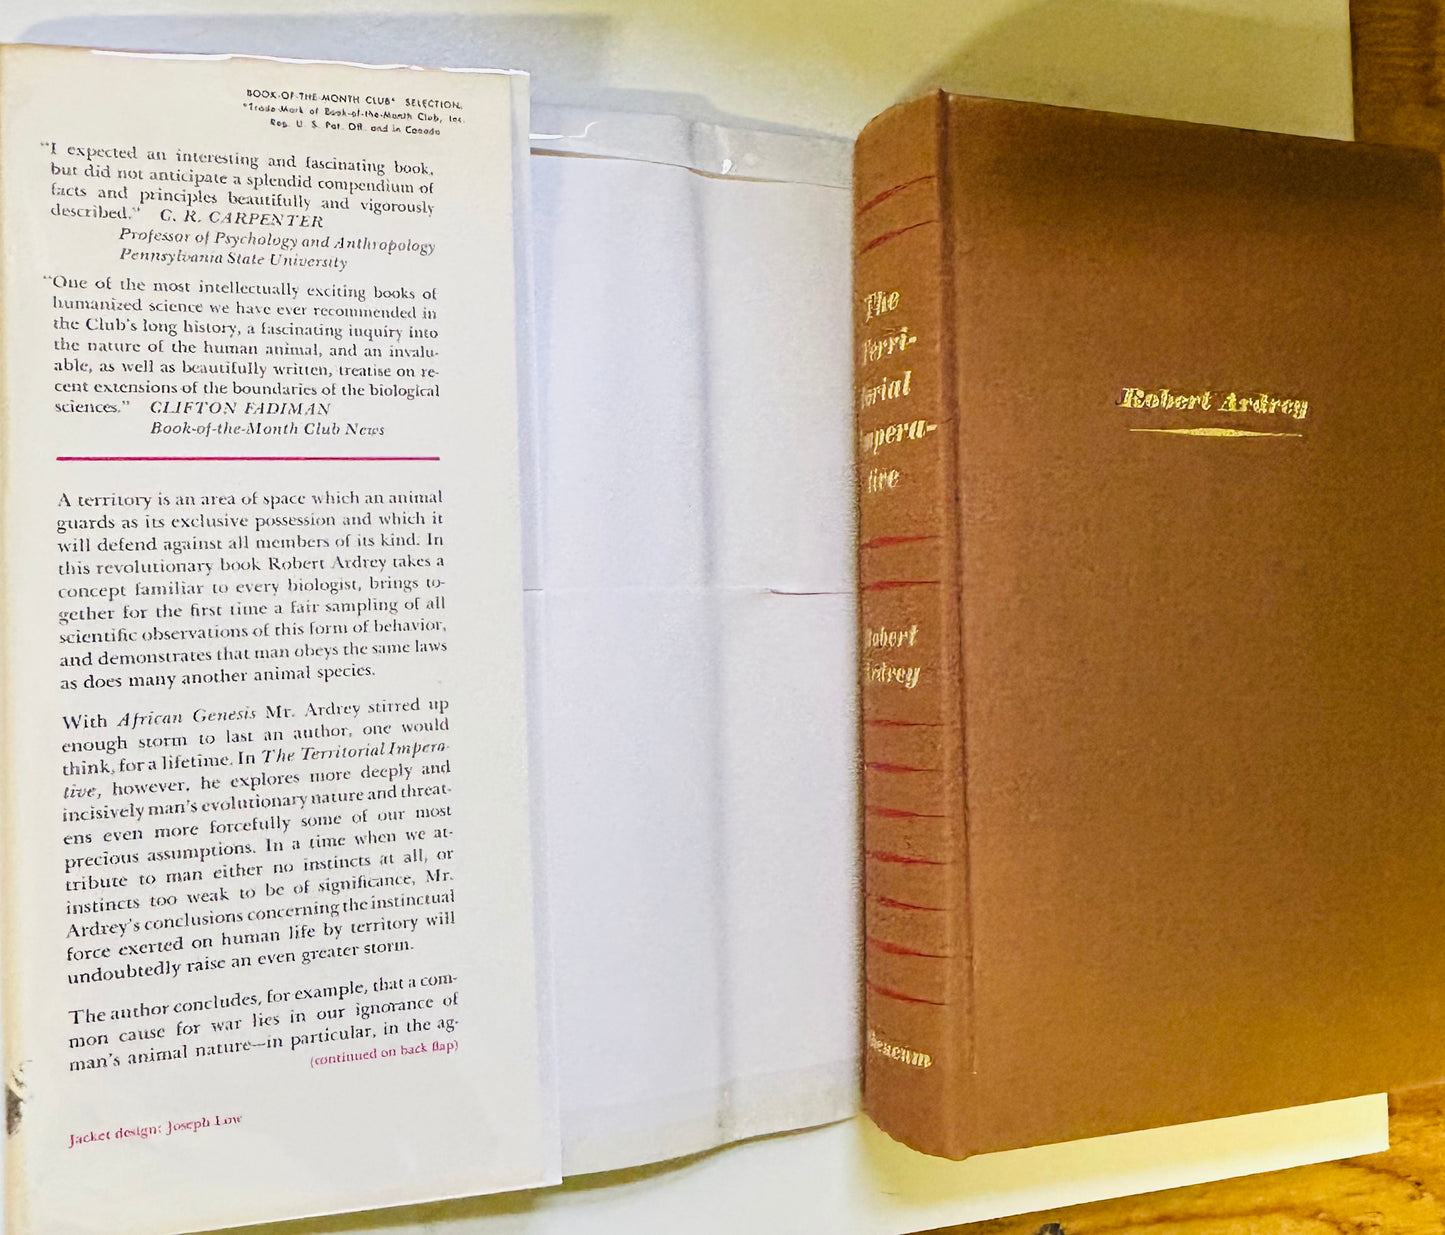 BOOK-OF-THE-MONTH CLUB* SELECTION.
*Trade Mark of Book-of-the-Month Club, Inc.
Reg. U. S. Pat. Off. and in Canada
"I expected an interesting and fascinating book,
but did not anticipate a splendid compendium of
facts and principles beautifully and vigorously
described." C. R. CARPENTER
Professor of Psychology and Anthropology
Pennsylvania State University
"One of the most intellectually exciting books of
humanized science we have ever recommended in
the Club's long history, a fascinating inquiry into
the nature of the human animal, and an invalu-
able, as well as beautifully written, treatise on re-
cent extensions of the boundaries of the biological
sciences." CLIFTON FADIMAN
Book-of-the-Month Club News
A territory is an area of space which an animal
guards as its exclusive possession and which it
will defend against all members of its kind. In
this revolutionary book Robert Ardrey takes a
concept familiar to every biologist, brings to-
gether for the first time a fair sampling of all
scientific observations of this form of behavior,
and demonstrates that man obeys the same laws
as does many another animal species.
With African Genesis Mr. Ardrey stirred up
enough storm to last an author, one would
think, for a lifetime. In The Territorial Impera-
tive, however, he explores more deeply and
incisively man's evolutionary nature and threat-
ens even more forcefully some of our most
precious assumptions. In a time when we at-
tribute to man either no instincts at all, or
instincts too weak to be of significance, Mr.
Ardrey's conclusions concerning the instinctual
force exerted on human life by territory will
undoubtedly raise an even greater storm.
The author concludes, for example, that a com-
mon cause for war lies in our ignorance of
man's animal nature—in particular, in the ag-
(continued on back flap)
Jacket design: Joseph Low
The
Terri-
torial
Impera-
tive
Robert
Ardrey
Robert Ardrey